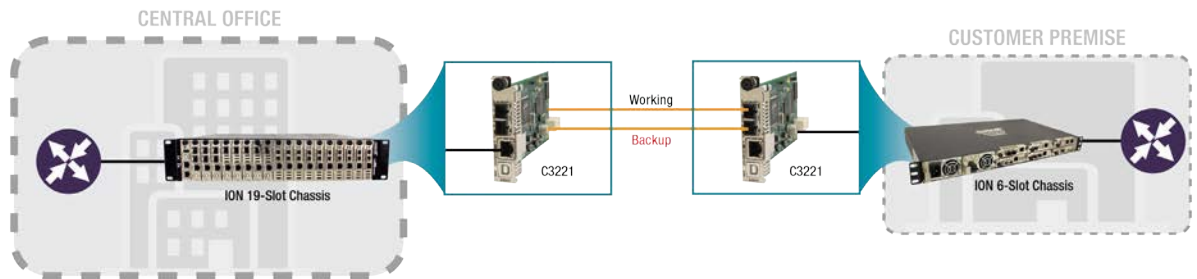 CENTRAL OFFICE
CUSTOMER PREMISE
Working
Backup
C3221
C3221
ION 19-Slot Chassis
ION 6-Slot Chassis